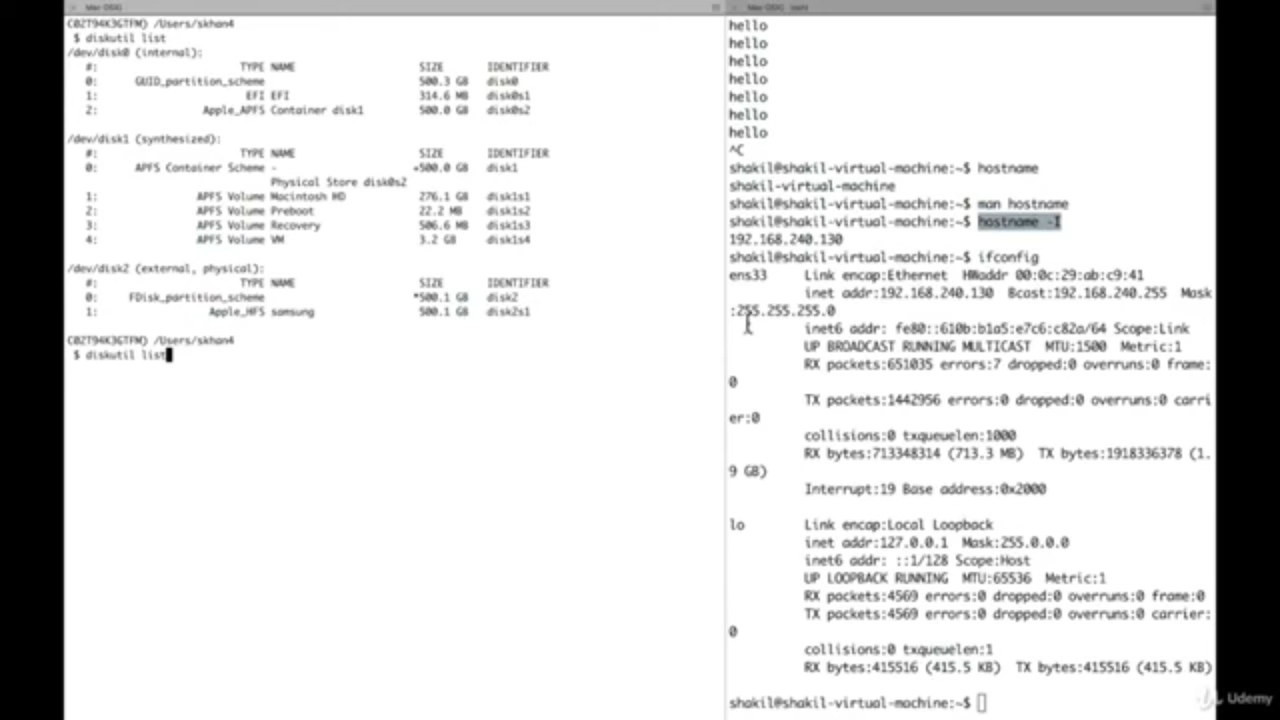 Mac OSX
(C02T94K3GTFM) /Users/skhan4
$ diskutil list
/dev/disk0 (internal):
#: TYPE NAME SIZE IDENTIFIER
0: GUID_partition_scheme 500.3 GB disk0
1: EFI EFI 314.6 MB disk0s1
2: Apple_APFS Container disk1 500.0 GB disk0s2
/dev/disk1 (synthesized):
#: TYPE NAME SIZE IDENTIFIER
0: APFS Container Scheme - +500.0 GB disk1
Physical Store disk0s2
1: APFS Volume Macintosh HD 276.1 GB disk1s1
2: APFS Volume Preboot 22.2 MB disk1s2
3: APFS Volume Recovery 506.6 MB disk1s3
4: APFS Volume VM 3.2 GB disk1s4
/dev/disk2 (external, physical):
#: TYPE NAME SIZE IDENTIFIER
0: FDisk_partition_scheme *500.1 GB disk2
1: Apple_HFS samsung 500.1 GB disk2s1
(C02T94K3GTFM) /Users/skhan4
$ diskutil list
Mac OSX
hello
hello
hello
hello
hello
hello
hello
^C
shakil@shakil-virtual-machine:~$ hostname
shakil-virtual-machine
shakil@shakil-virtual-machine:~$ man hostname
shakil@shakil-virtual-machine:~$ hostname -I
192.168.240.130
shakil@shakil-virtual-machine:~$ ifconfig
ens33 Link encap:Ethernet HWaddr 00:0c:29:ab:c9:41
inet addr:192.168.240.130 Bcast:192.168.240.255 Mask
:255.255.255.0
inet6 addr: fe80::610b:b1a5:e7c6:c82a/64 Scope:Link
UP BROADCAST RUNNING MULTICAST MTU:1500 Metric:1
RX packets:651035 errors:7 dropped:0 overruns:0 frame:
0
TX packets:1442956 errors:0 dropped:0 overruns:0 carri
er:0
collisions:0 txqueuelen:1000
RX bytes:713348314 (713.3 MB) TX bytes:1918336378 (1.
9 GB)
Interrupt:19 Base address:0x2000
lo Link encap:Local Loopback
inet addr:127.0.0.1 Mask:255.0.0.0
inet6 addr: ::1/128 Scope:Host
UP LOOPBACK RUNNING MTU:65536 Metric:1
RX packets:4569 errors:0 dropped:0 overruns:0 frame:0
TX packets:4569 errors:0 dropped:0 overruns:0 carrier:
0
collisions:0 txqueuelen:1
RX bytes:415516 (415.5 KB) TX bytes:415516 (415.5 KB)
shakil@shakil-virtual-machine:~$
Udemy